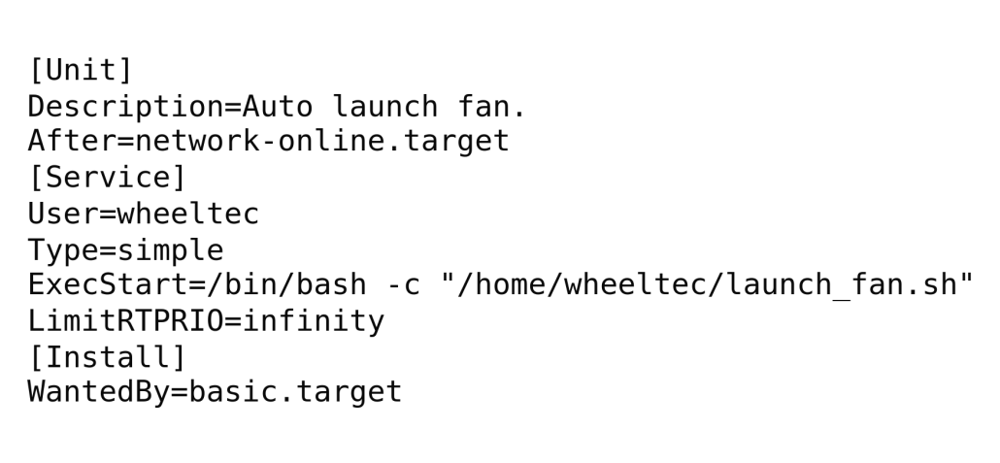 [Unit]
Description=Auto launch fan.
After=network-online.target
[Service]
User=wheeltec
Type=simple
ExecStart=/bin/bash -c "/home/wheeltec/launch_fan.sh"
LimitRTPRIO=infinity
[Install]
WantedBy=basic.target